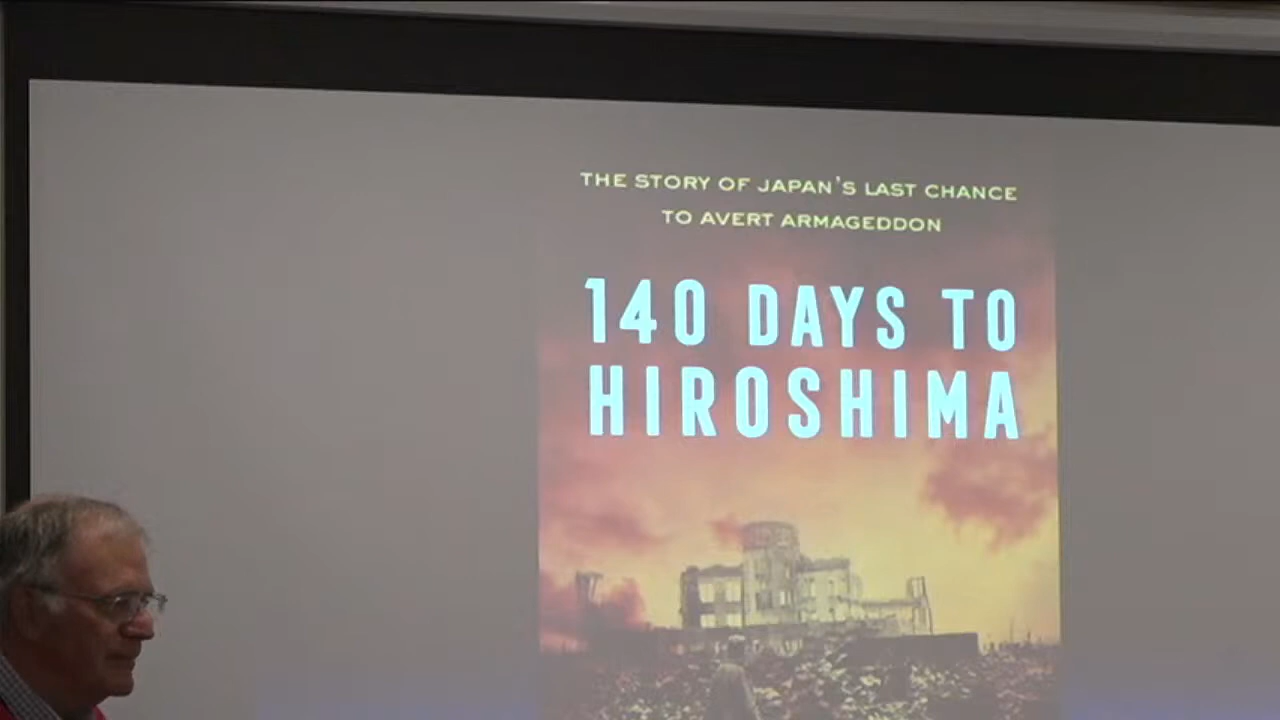 THE STORY OF JAPAN'S LAST CHANCE
TO AVERT ARMAGEDDON
140 DAYS TO
HIROSHIMA